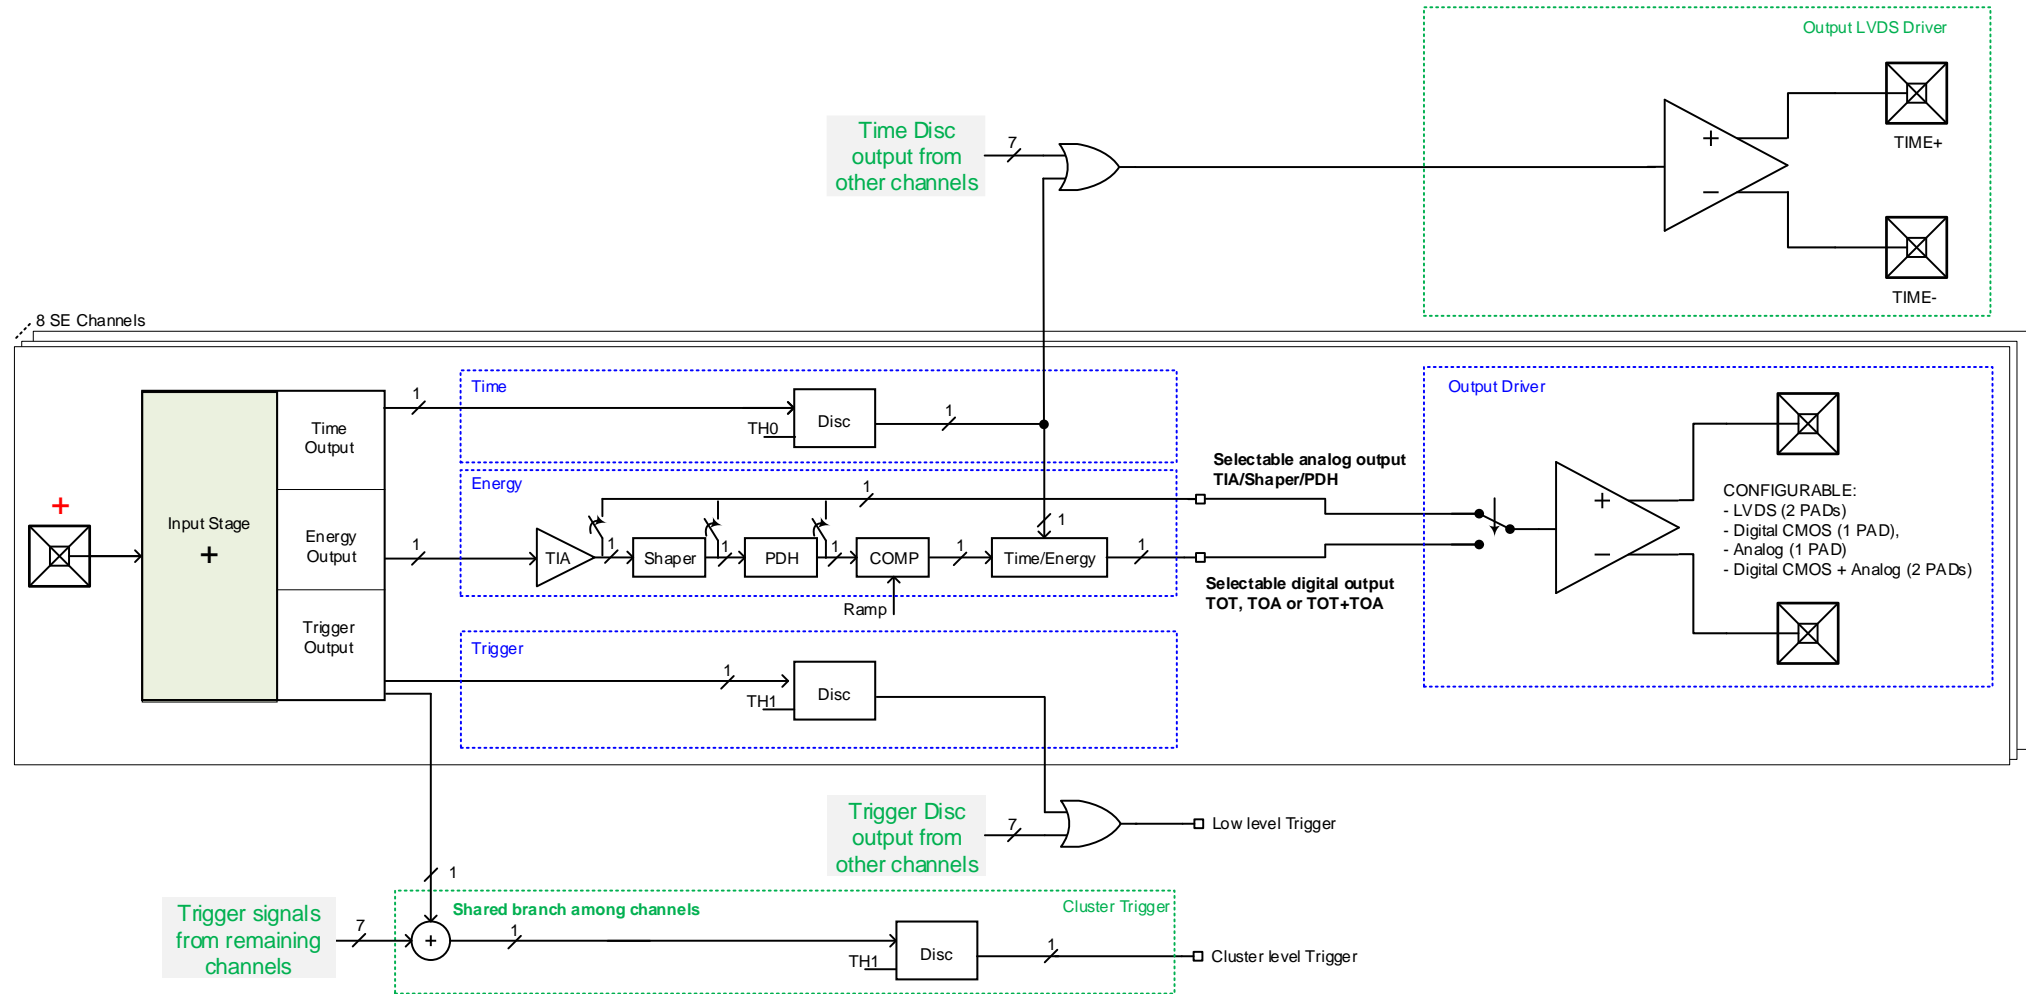 Output LVDS Driver
Time Disc
output from
other channels
7
+
−
TIME+
TIME-
8 SE Channels
Time
1
Disc
TH0
1
Output Driver
Time
Output
Energy
Output
Trigger
Output
Input Stage
+
+
Energy
1
1
Selectable analog output
TIA/Shaper/PDH
1
TIA
1
Shaper
1
PDH
1
COMP
1
Time/Energy
1
Ramp
Selectable digital output
TOT, TOA or TOT+TOA
+
−
CONFIGURABLE:
- LVDS (2 PADs)
- Digital CMOS (1 PAD),
- Analog (1 PAD)
- Digital CMOS + Analog (2 PADs)
Trigger
1
Disc
TH1
Trigger Disc
output from
other channels
7
Low level Trigger
1
Shared branch among channels
Cluster Trigger
Trigger signals
from remaining
channels
7
+
1
Disc
TH1
1
Cluster level Trigger